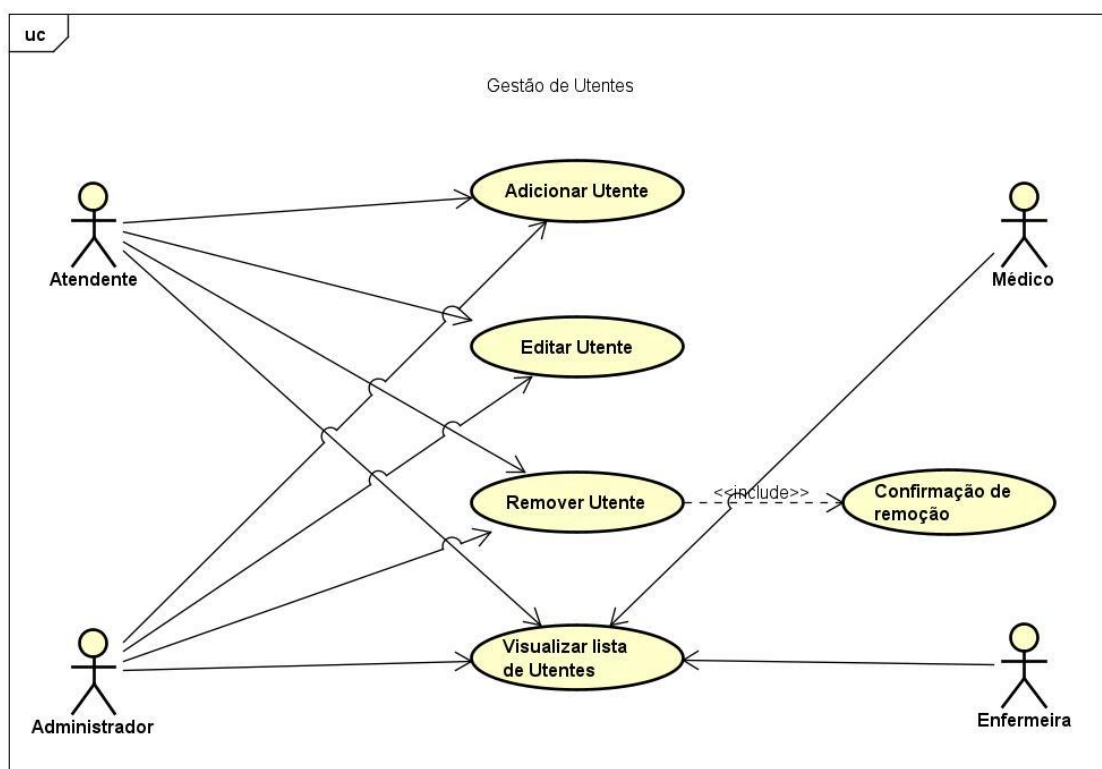 uc
Gestão de Utentes
Adicionar Utente
Atendente
Médico
Editar Utente
Remover Utente
<<include>>
Confirmação de
remoção
Visualizar lista
de Utentes
Administrador
Enfermeira